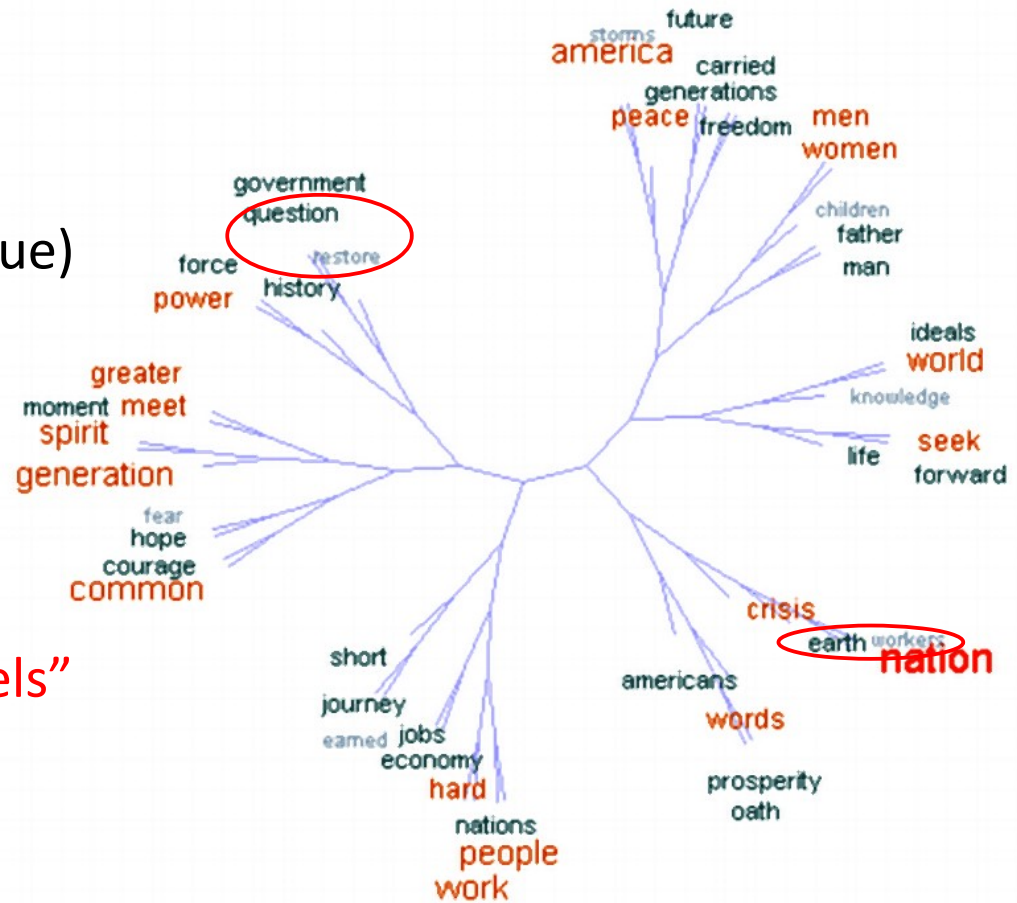 future
storms
america
carried
generations
peace
freedom
men
women
children
father
man
government
question
ue)
restore
force
history
power
ideals
world
knowledge
greater
moment meet
spirit
seek
life
forward
generation
fear
hope
courage
common
crisis
earth workers
nation
els”
short
americans
journey
words
earned jobs
economy
hard
prosperity
oath
nations
people
work